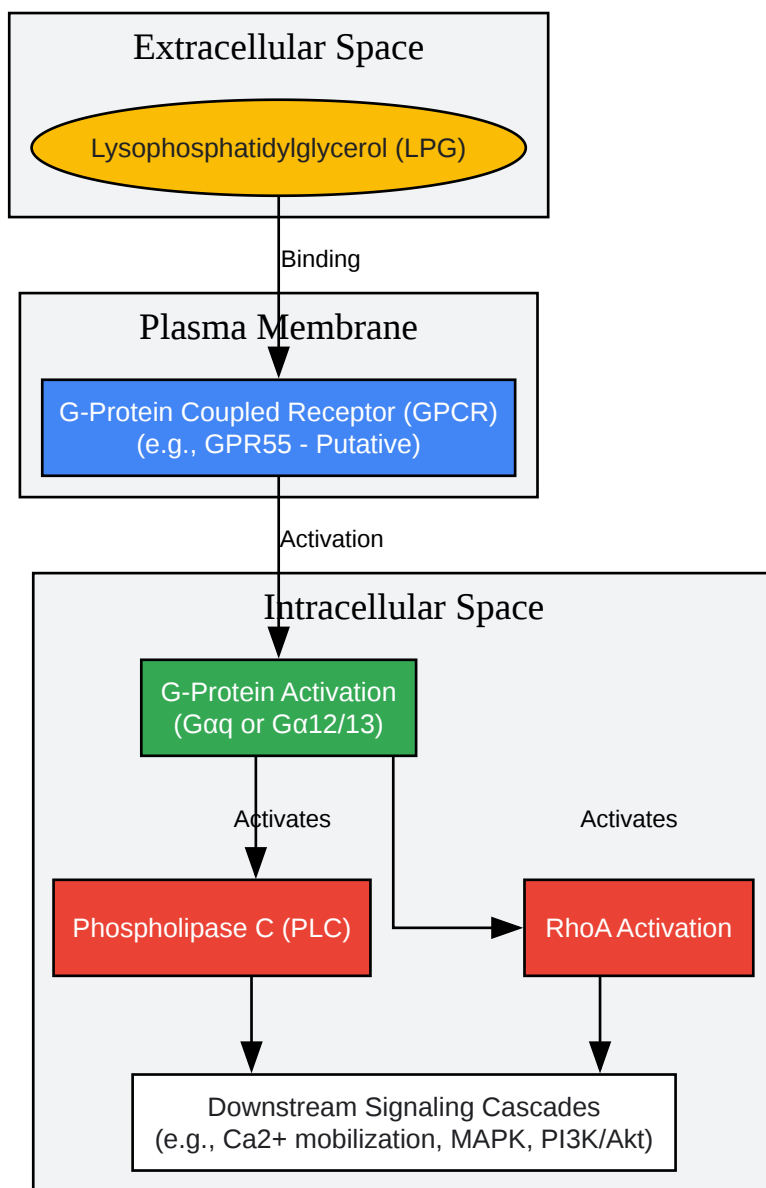 Extracellular Space
Lysophosphatidylglycerol (LPG)
Binding
Plasma Membrane
G-Protein Coupled Receptor (GPCR)
(e.g., GPR55 - Putative)
Activation
Intracellular Space
G-Protein Activation
(Gαq or Gα12/13)
Activates
Activates
Phospholipase C (PLC)
RhoA Activation
Downstream Signaling Cascades
(e.g., Ca2+ mobilization, MAPK, PI3K/Akt)